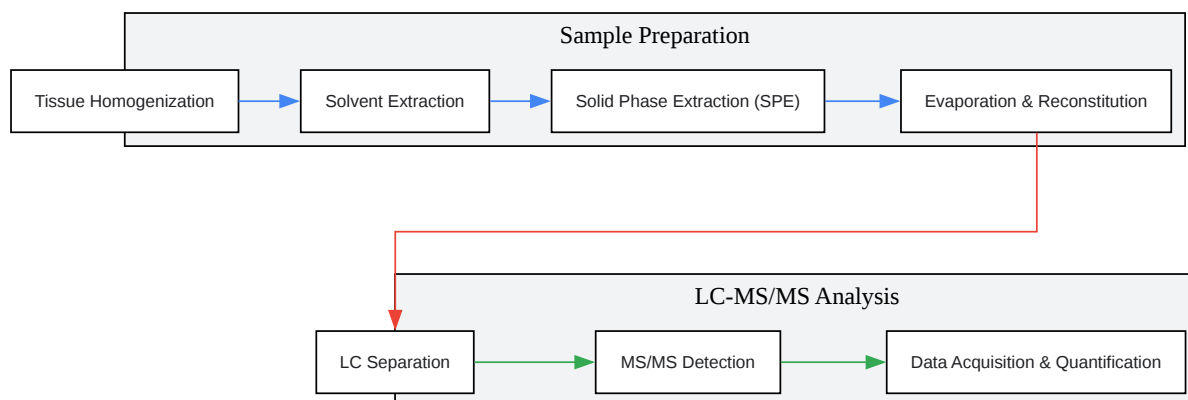 Sample Preparation
Tissue Homogenization
Solvent Extraction
Solid Phase Extraction (SPE)
Evaporation & Reconstitution
LC-MS/MS Analysis
LC Separation
MS/MS Detection
Data Acquisition & Quantification